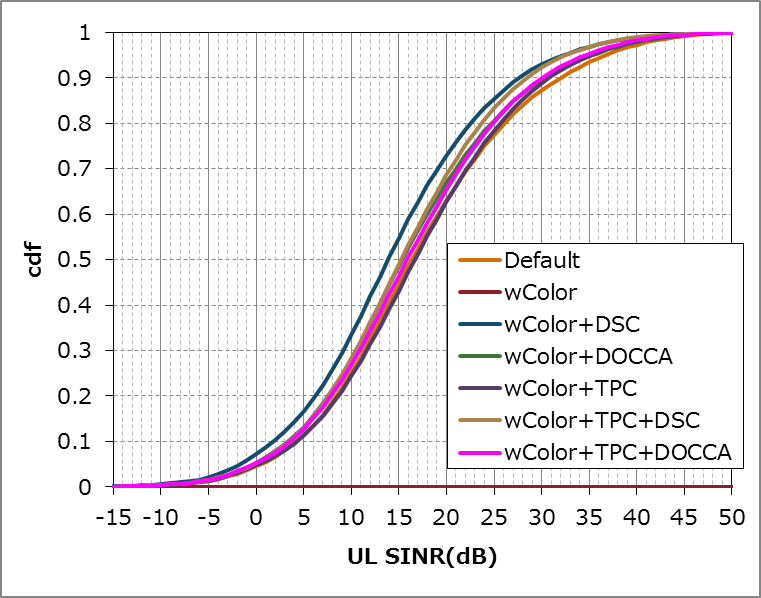 1
0.9
0.8
0.7
0.6
0.5
0.4
0.3
0.2
0.1
0
cdf
Default
wColor
wColor+DSC
wColor+DOCCA
wColor+TPC
wColor+TPC+DSC
wColor+TPC+DOCCA
-15 -10 -5 0 5 10 15 20 25 30 35 40 45 50
UL SINR(dB)